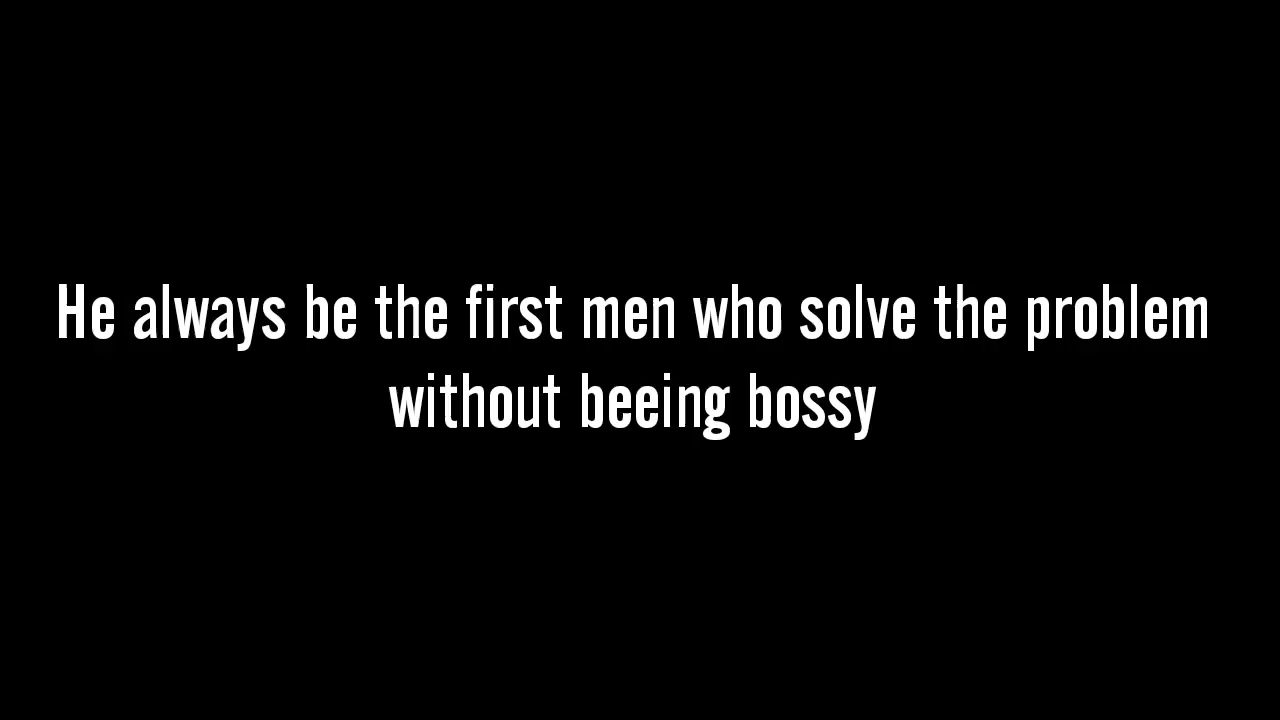 He always be the first men who solve the problem
without beeing bossy